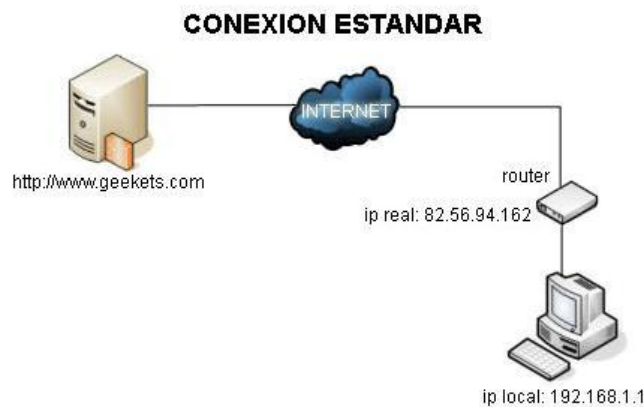 CONEXION ESTANDAR
INTERNET
http://www.geekets.com
router
ip real: 82.56.94.162
ip local: 192.168.1.1